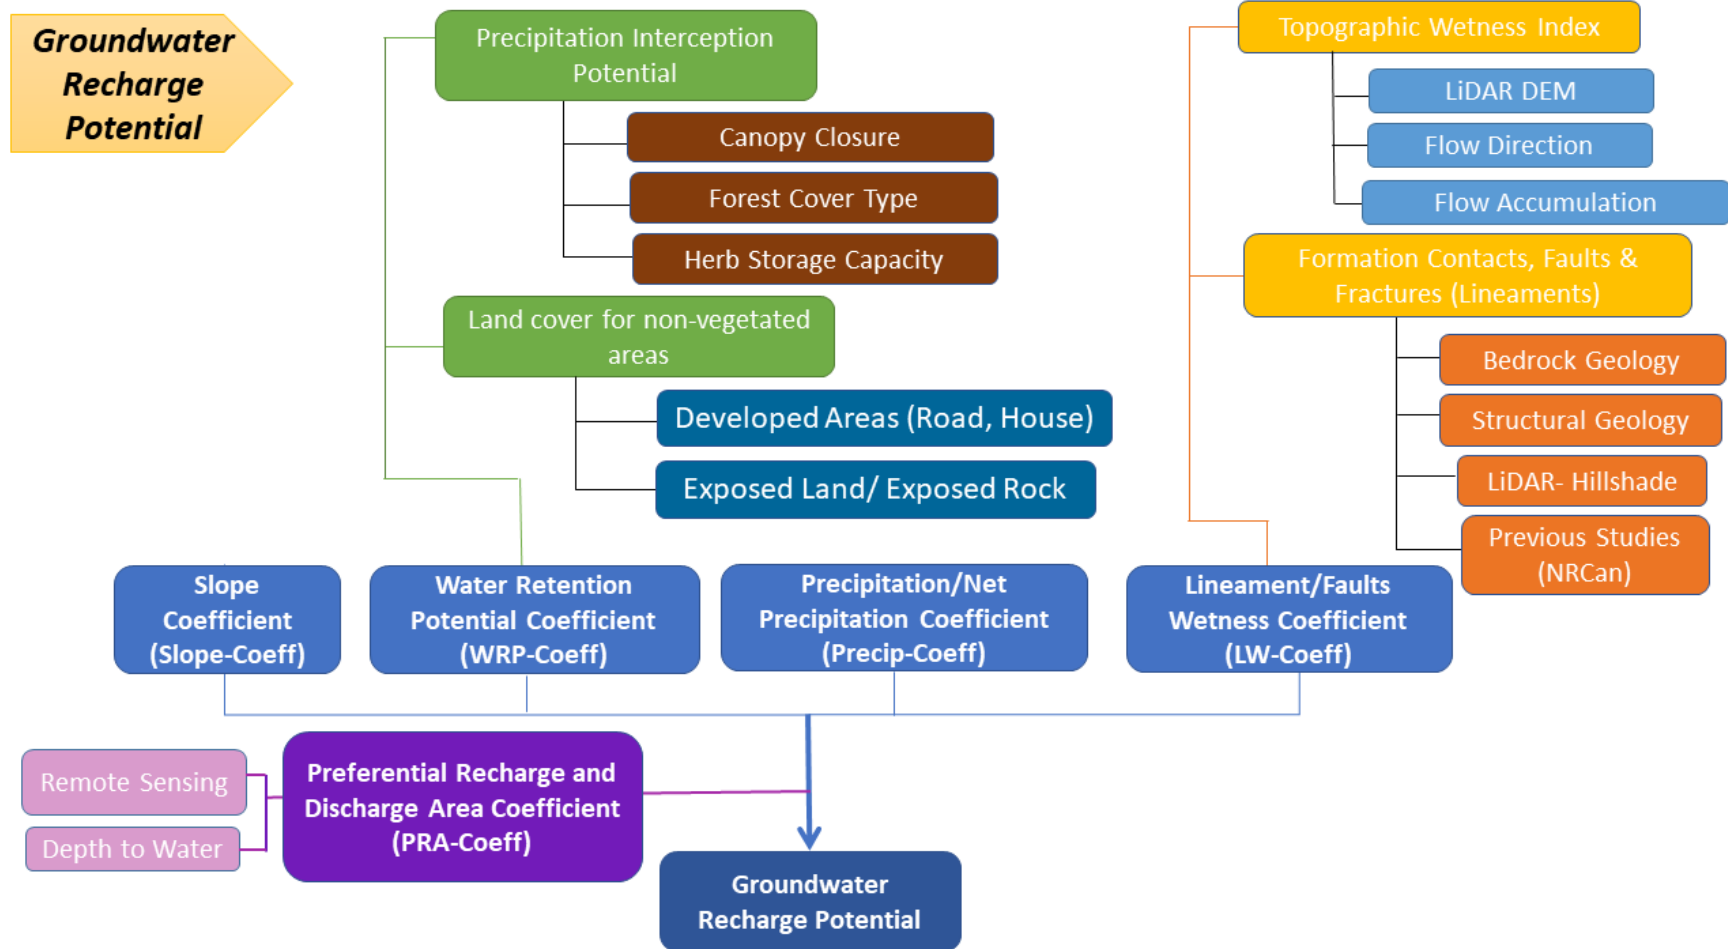 Groundwater
Recharge
Potential
Precipitation Interception
Potential
Canopy Closure
Forest Cover Type
Herb Storage Capacity
Land cover for non-vegetated
areas
Developed Areas (Road, House)
Exposed Land/ Exposed Rock
Topographic Wetness Index
LiDAR DEM
Flow Direction
Flow Accumulation
Formation Contacts, Faults &
Fractures (Lineaments)
Bedrock Geology
Structural Geology
LiDAR- Hillshade
Previous Studies
(NRCan)
Slope
Coefficient
(Slope-Coeff)
Water Retention
Potential Coefficient
(WRP-Coeff)
Precipitation/Net
Precipitation Coefficient
(Precip-Coeff)
Lineament/Faults
Wetness Coefficient
(LW-Coeff)
Remote Sensing
Depth to Water
Preferential Recharge and
Discharge Area Coefficient
(PRA-Coeff)
Groundwater
Recharge Potential